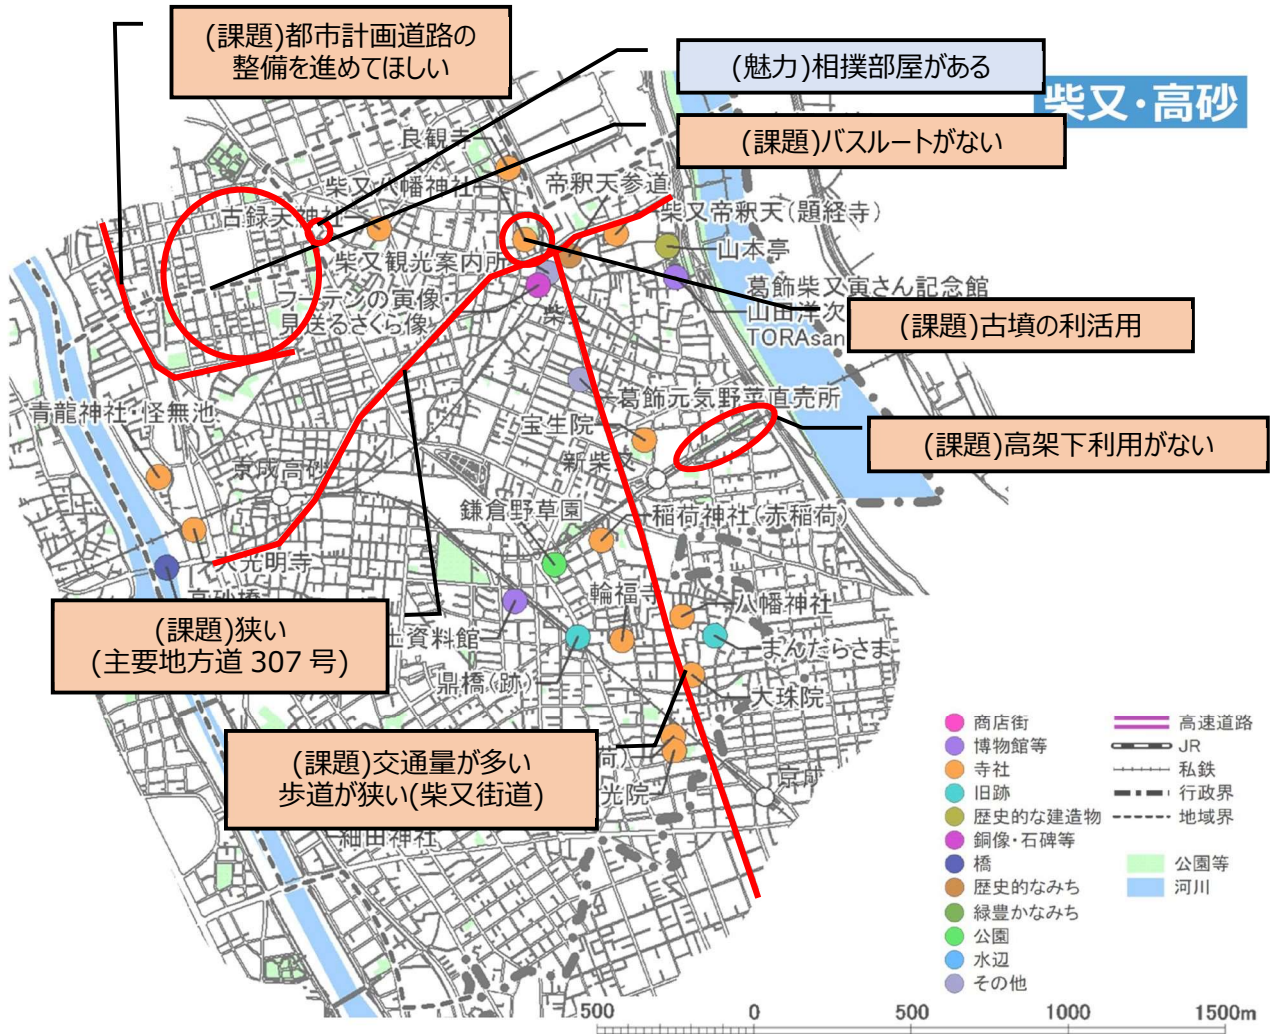 (課題)都市計画道路の
整備を進めてほしい
(魅力)相撲部屋がある
柴又・高砂
(課題)バスルートがない
良観寺
柴又八幡神社
帝釈天参道
古録天神社
柴又帝釈天(題経寺)
山本亭
柴又観光案内所
葛飾柴又寅さん記念館
フーテンの寅像・
見送るさくら像
柴又
山田洋次
TORAsan
(課題)古墳の利活用
葛飾元気野菜直売所
青龍神社・怪無池
宝生院
(課題)高架下利用がない
京成高砂
新柴又
鎌倉野草園
稲荷神社(赤稲荷)
大光明寺
高砂橋
輪福寺
八幡神社
(課題)狭い
(主要地方道 307 号)
土資料館
まんだらさま
鼎橋(跡)
大珠院
(課題)交通量が多い
歩道が狭い(柴又街道)
荷)
光院
京成
細田神社
商店街
博物館等
寺社
旧跡
歴史的な建造物
銅像・石碑等
橋
歴史的なみち
緑豊かなみち
公園
水辺
その他
高速道路
JR
私鉄
行政界
地域界
公園等
河川
500 0 500 1000 1500m